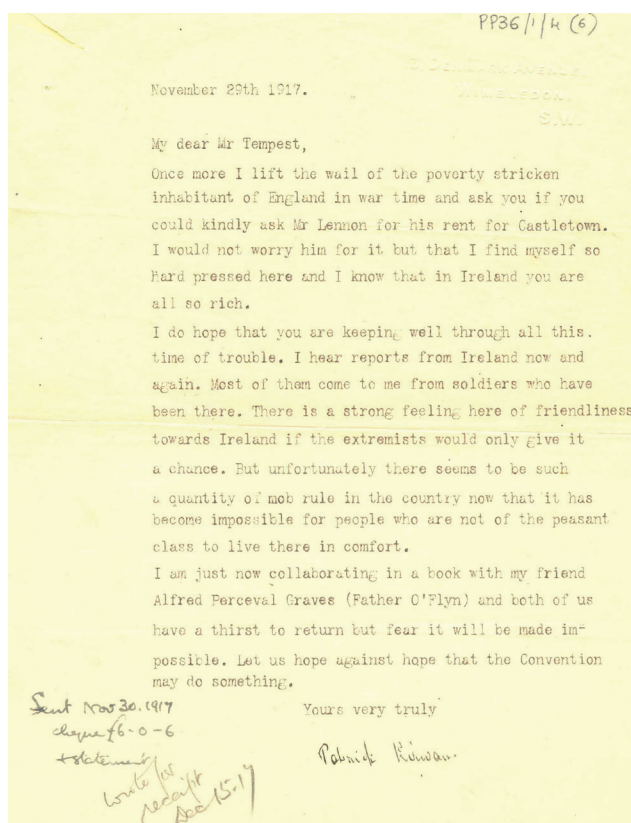 PP36/1/4 (6)
AVENUE.
WIMBLEDON.
S.W.
November 29th 1917.
My dear Mr Tempest,
Once more I lift the wail of the poverty stricken
inhabitant of England in war time and ask you if you
could kindly ask Mr Lennon for his rent for Castletown.
I would not worry him for it but that I find myself so
hard pressed here and I know that in Ireland you are
all so rich.
I do hope that you are keeping well through all this.
time of trouble. I hear reports from Ireland now and
again. Most of them come to me from soldiers who have
been there. There is a strong feeling here of friendliness
towards Ireland if the extremists would only give it
a chance. But unfortunately there seems to be such
a quantity of mob rule in the country now that it has
become impossible for people who are not of the peasant
class to live there in comfort.
I am just now collaborating in a book with my friend
Alfred Perceval Graves (Father O'Flyn) and both of us
have a thirst to return but fear it will be made im-
possible. Let us hope against hope that the Convention
may do something.
Yours very truly
Patrick Kirwan.
Sent Nov 30. 1917
cheque £6-0-6
+ statement
wrote for
receipt
Dec 15.17